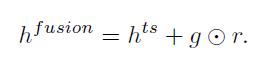 h^{fusion} = h^{ts} + g ⊙ r.